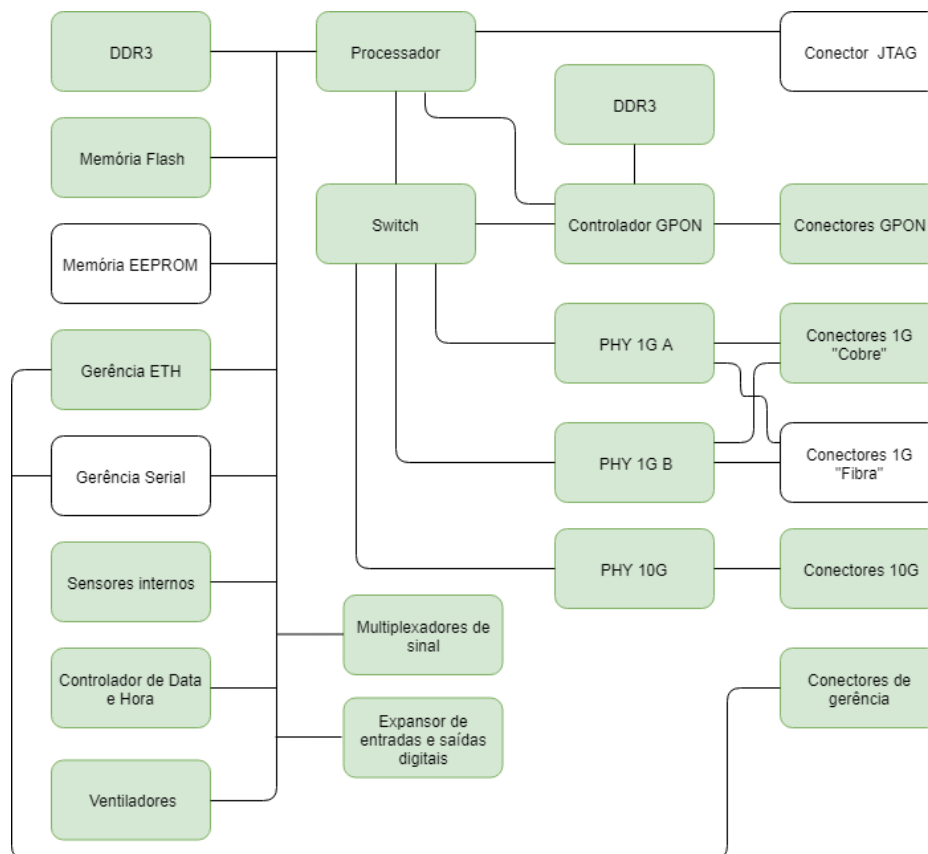 DDR3
Processador
Conector JTAG
DDR3
Memória Flash
Switch
Controlador GPON
Conectores GPON
Memória EEPROM
PHY 1G A
Conectores 1G
"Cobre"
Gerência ETH
PHY 1G B
Conectores 1G
"Fibra"
Gerência Serial
PHY 10G
Conectores 10G
Sensores internos
Multiplexadores de
sinal
Controlador de Data
e Hora
Conectores de
gerência
Expansor de
entradas e saídas
digitais
Ventiladores